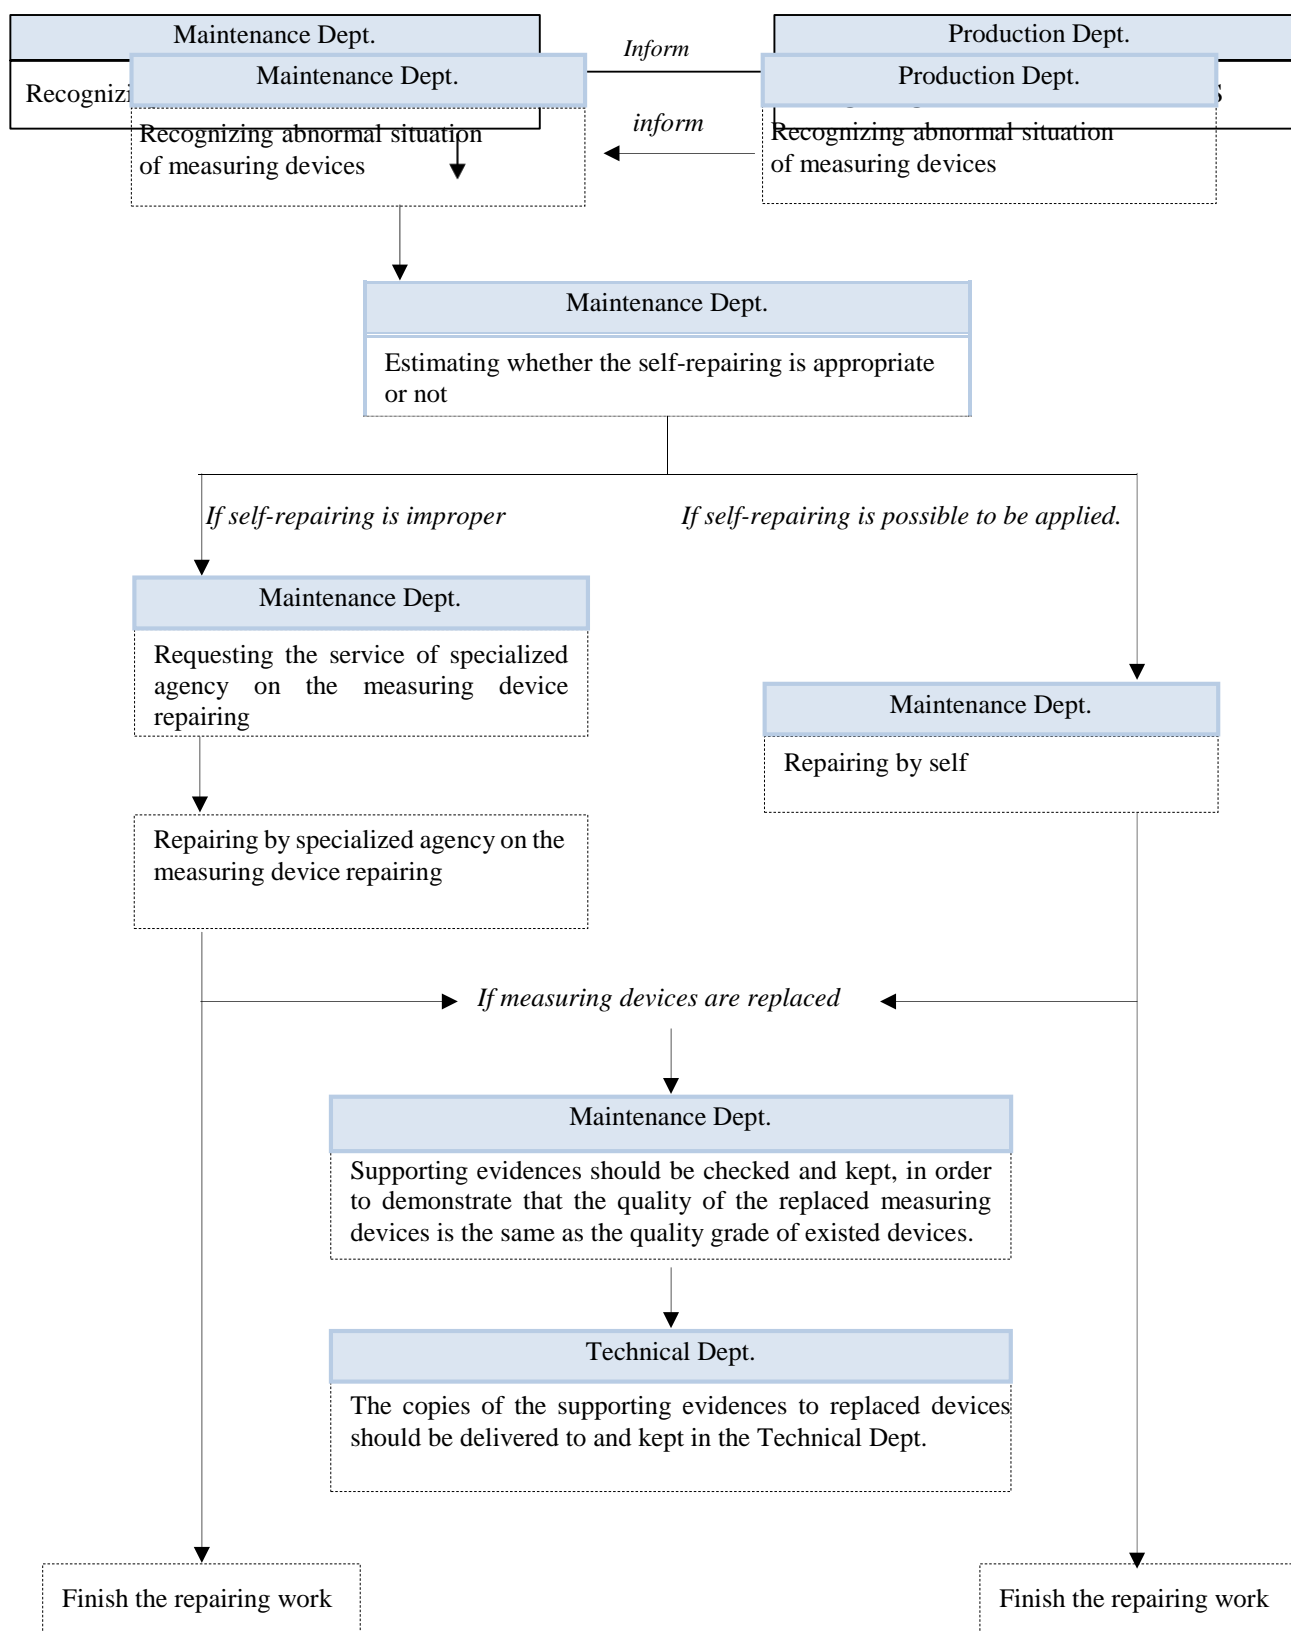 Maintenance Dept.
Production Dept.
Inform
Maintenance Dept.
Production Dept.
inform
Recognizing abnormal situation
of measuring devices
Recognizing abnormal situation
of measuring devices
Maintenance Dept.
Estimating whether the self-repairing is appropriate
or not
If self-repairing is improper
If self-repairing is possible to be applied.
Maintenance Dept.
Requesting the service of specialized
agency on the measuring device
repairing
Maintenance Dept.
Repairing by self
Repairing by specialized agency on the
measuring device repairing
If measuring devices are replaced
Maintenance Dept.
Supporting evidences should be checked and kept, in order
to demonstrate that the quality of the replaced measuring
devices is the same as the quality grade of existed devices.
Technical Dept.
The copies of the supporting evidences to replaced devices
should be delivered to and kept in the Technical Dept.
Finish the repairing work
Finish the repairing work